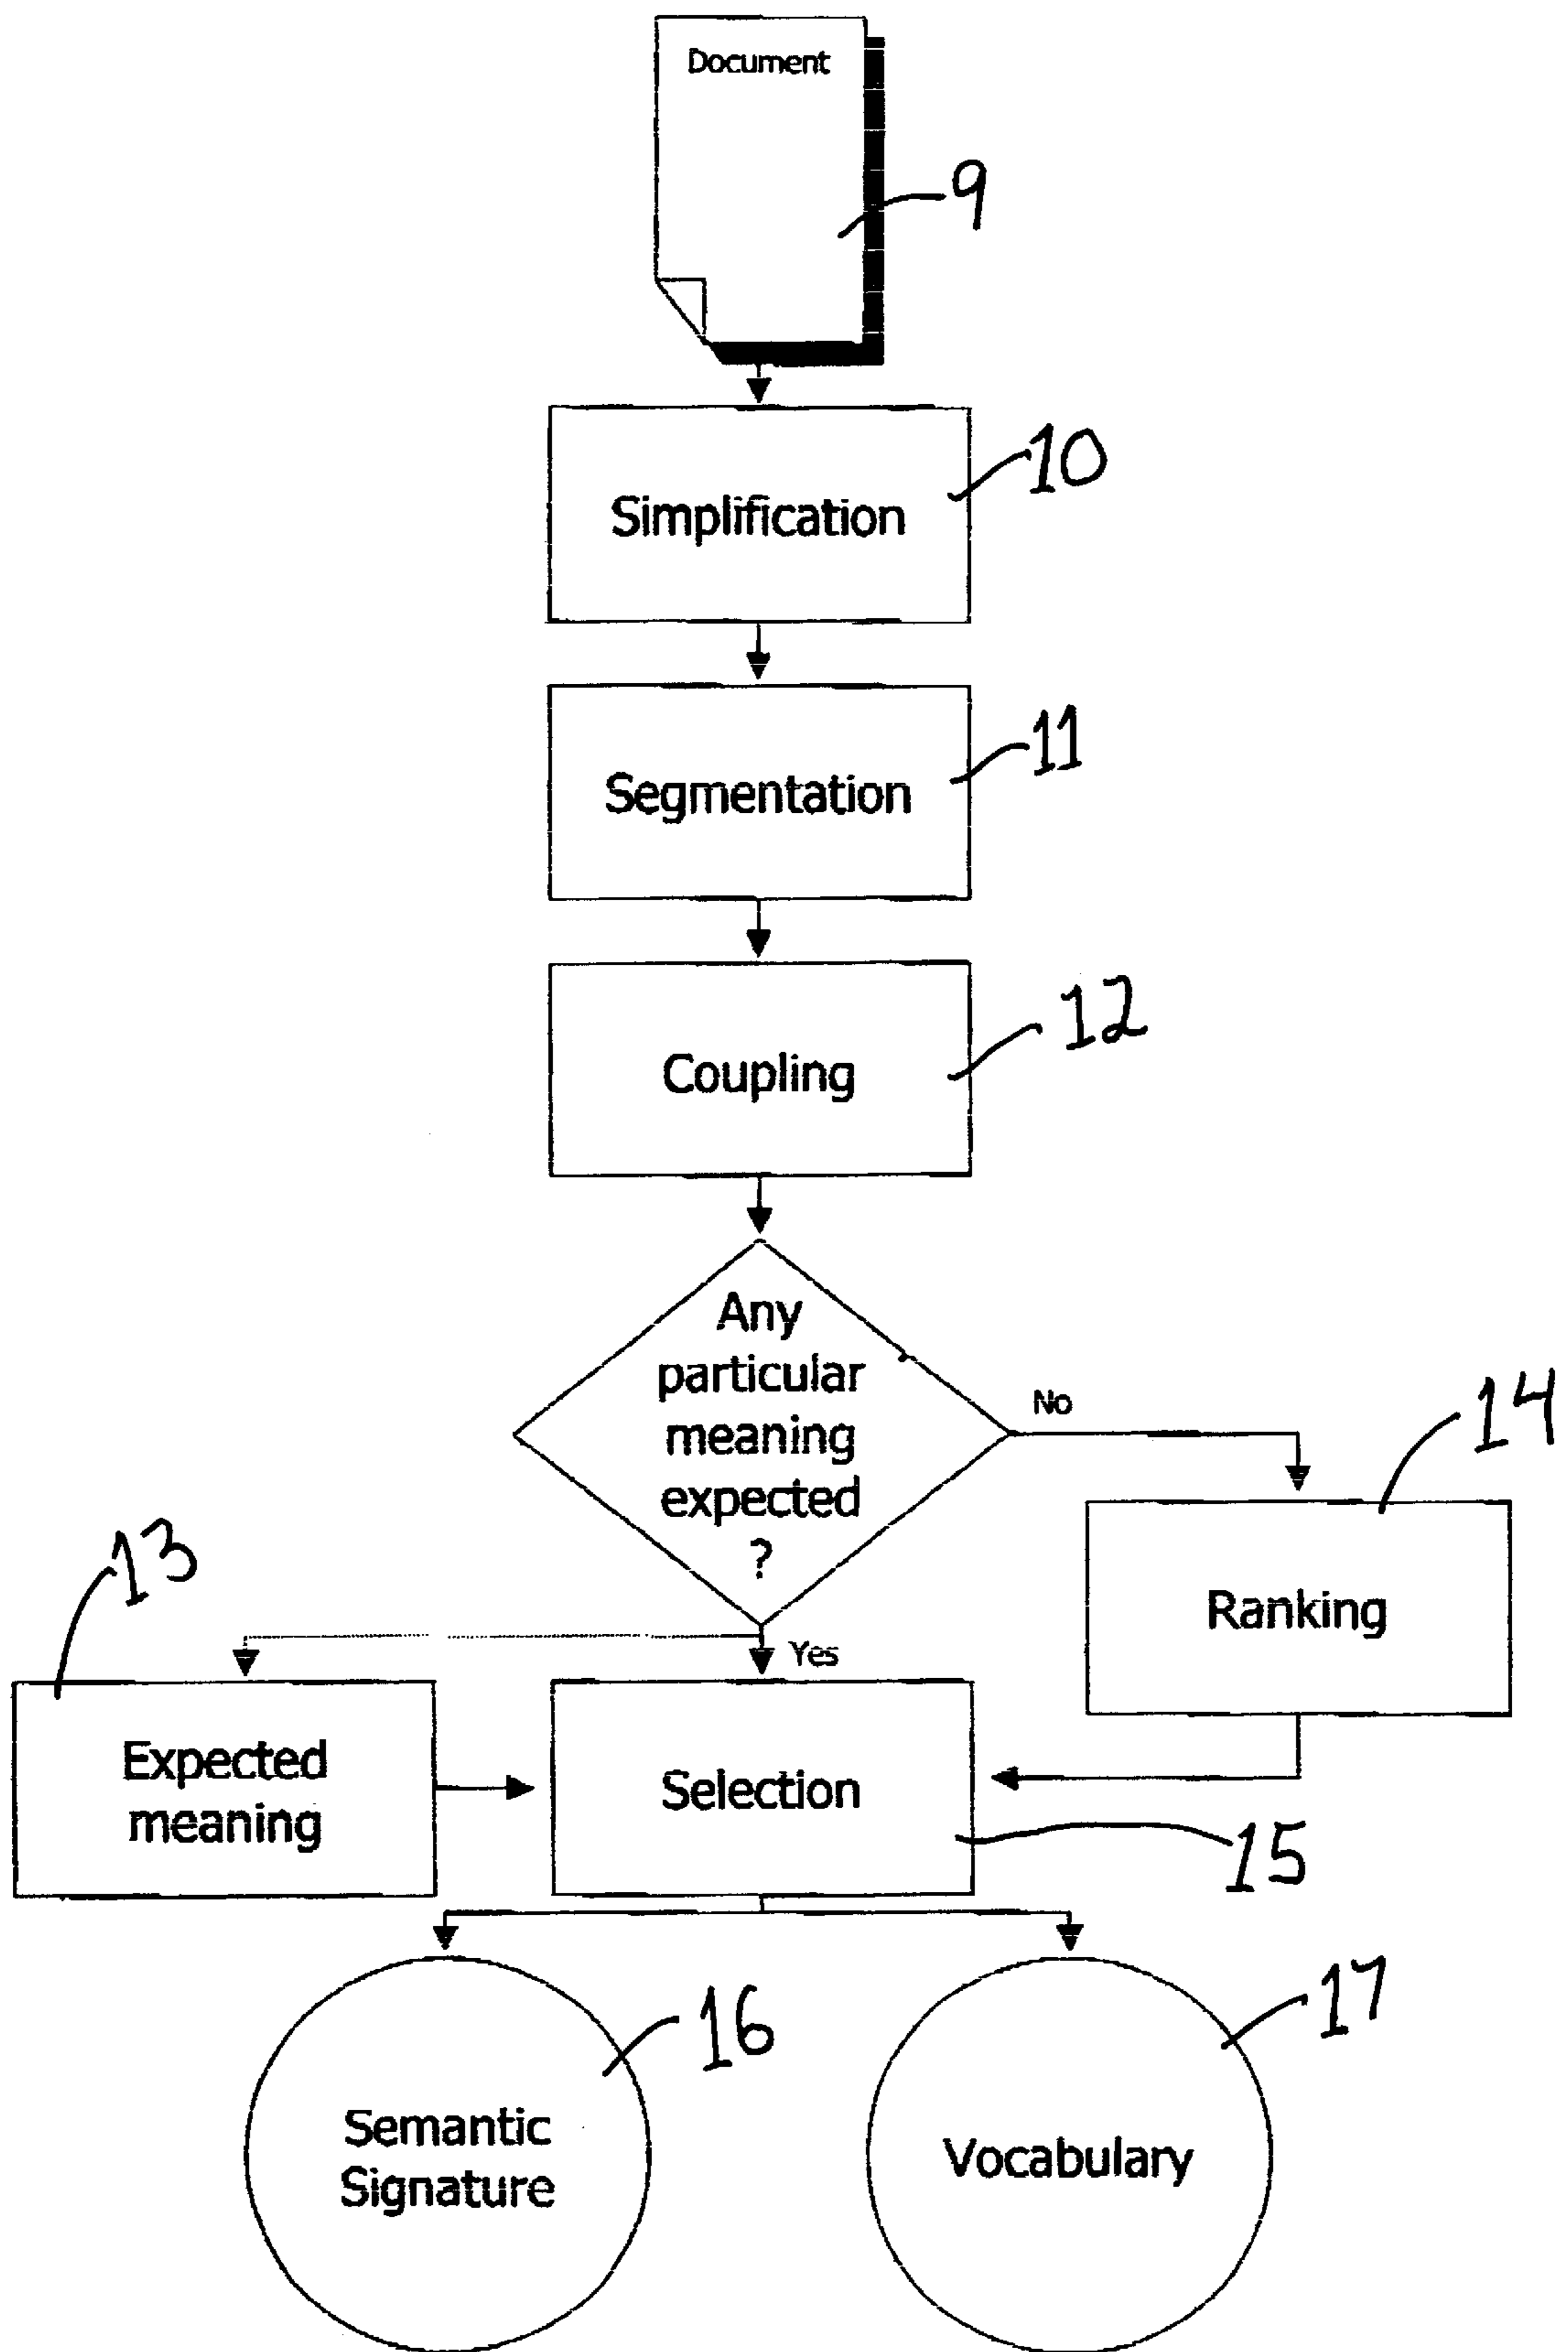 Document
9
10
Simplification
11
Segmentation
12
Coupling
Any
particular
meaning
expected
?
No
14
Ranking
13
Yes
Expected
meaning
Selection
15
16
Semantic
Signature
17
Vocabulary